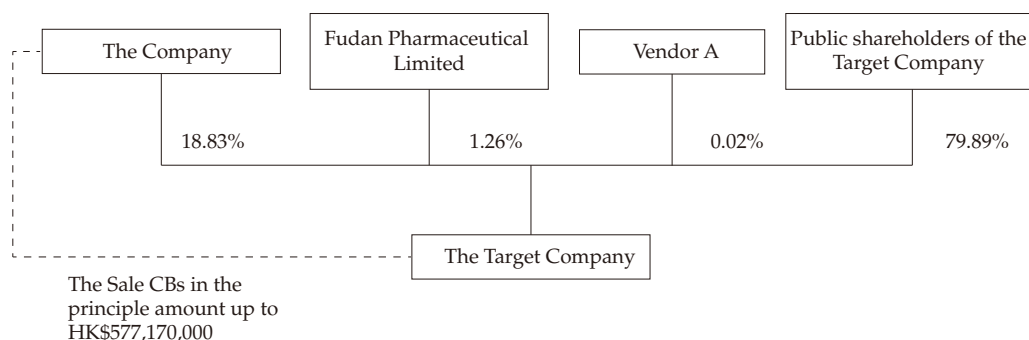 The Company
Fudan Pharmaceutical
Limited
Vendor A
Public shareholders of the
Target Company
18.83%
1.26%
0.02%
79.89%
The Target Company
The Sale CBs in the
principle amount up to
HK$577,170,000